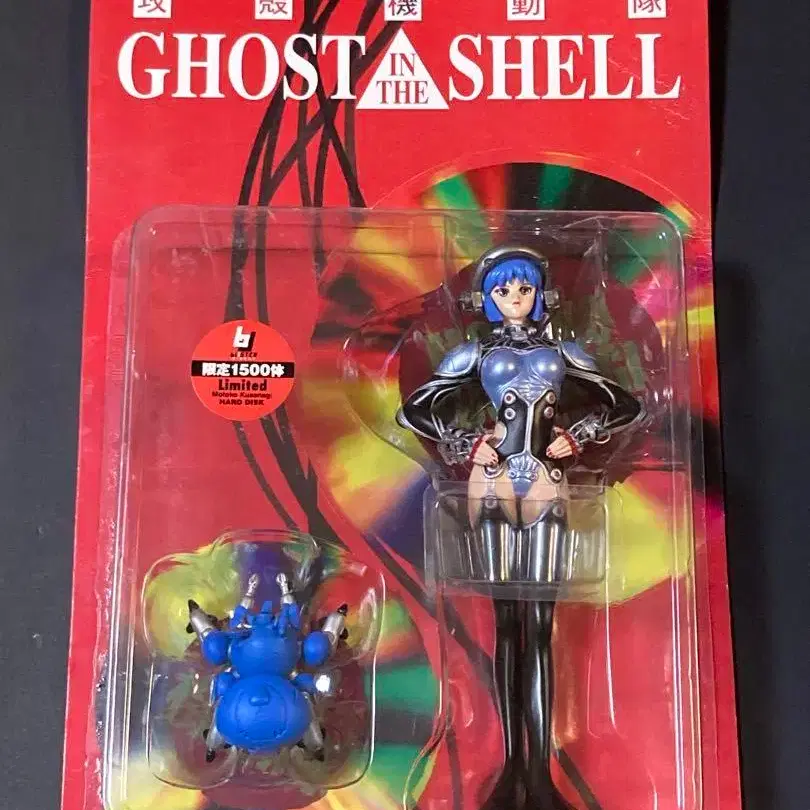 攻殻機動隊
GHOST IN THE SHELL
限定1500体
Limited
Motoko Kusanagi
HARD DISK